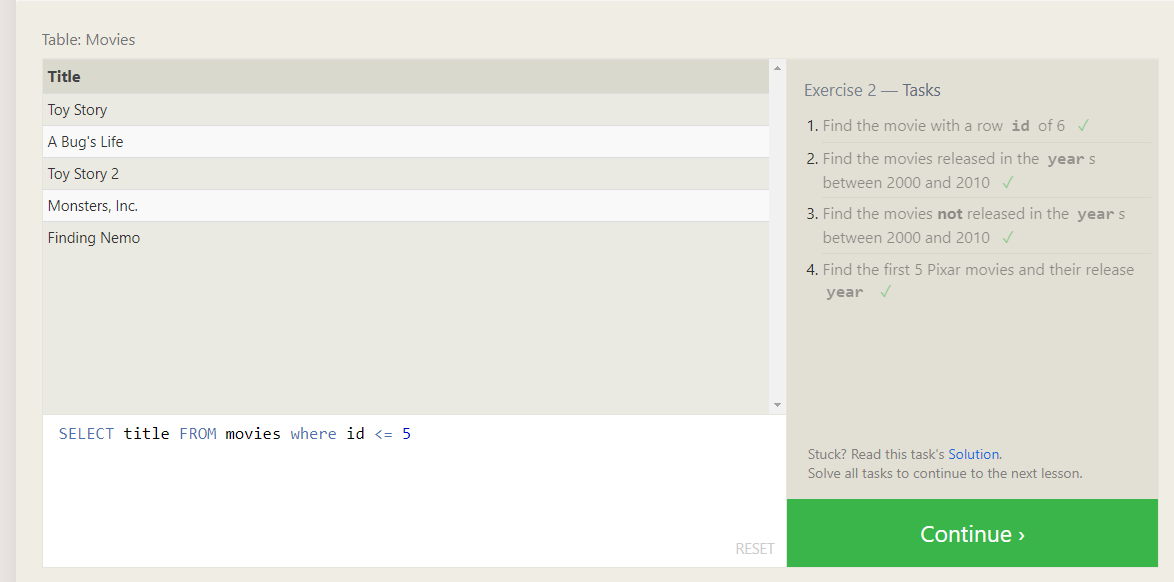 Table: Movies
Title
Toy Story
A Bug's Life
Toy Story 2
Monsters, Inc.
Finding Nemo
SELECT title FROM movies where id <= 5
RESET
Exercise 2 — Tasks
1. Find the movie with a row id of 6 ✓
2. Find the movies released in the year s
between 2000 and 2010 ✓
3. Find the movies not released in the year s
between 2000 and 2010 ✓
4. Find the first 5 Pixar movies and their release
year ✓
Stuck? Read this task's Solution.
Solve all tasks to continue to the next lesson.
Continue ›